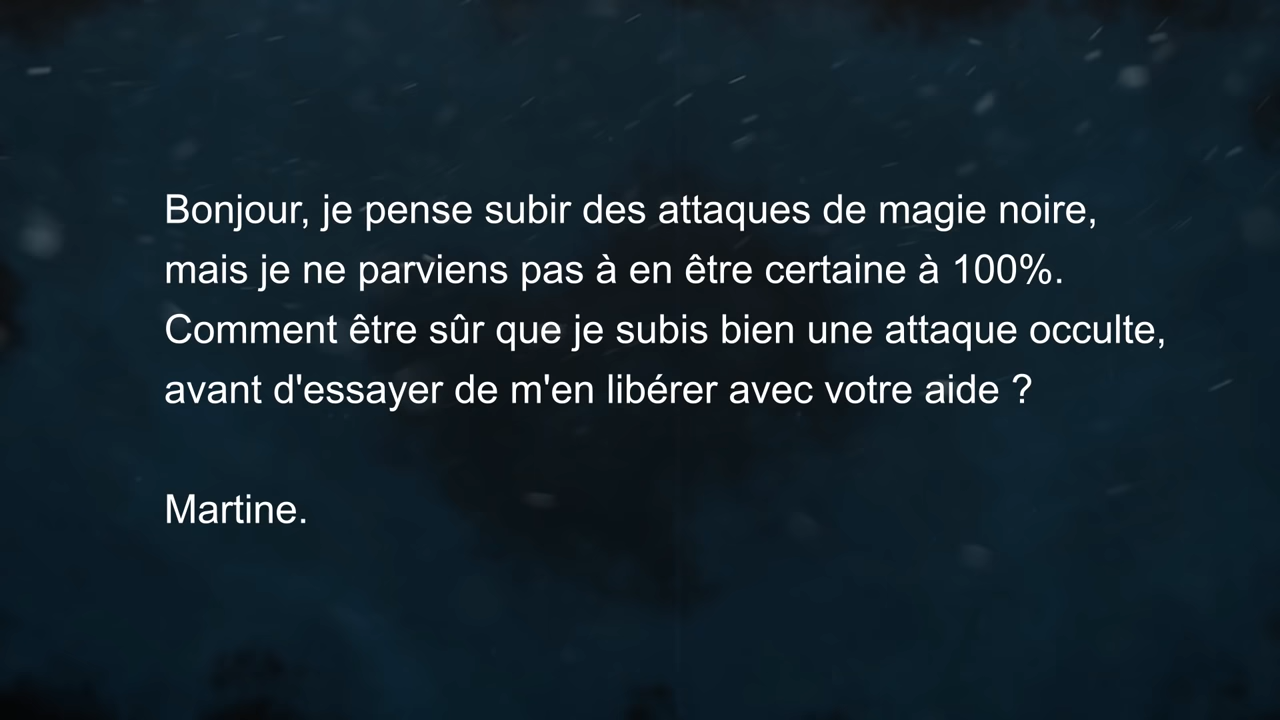 Bonjour, je pense subir des attaques de magie noire,
mais je ne parviens pas à en être certaine à 100%.
Comment être sûr que je subis bien une attaque occulte,
avant d'essayer de m'en libérer avec votre aide ?
Martine.